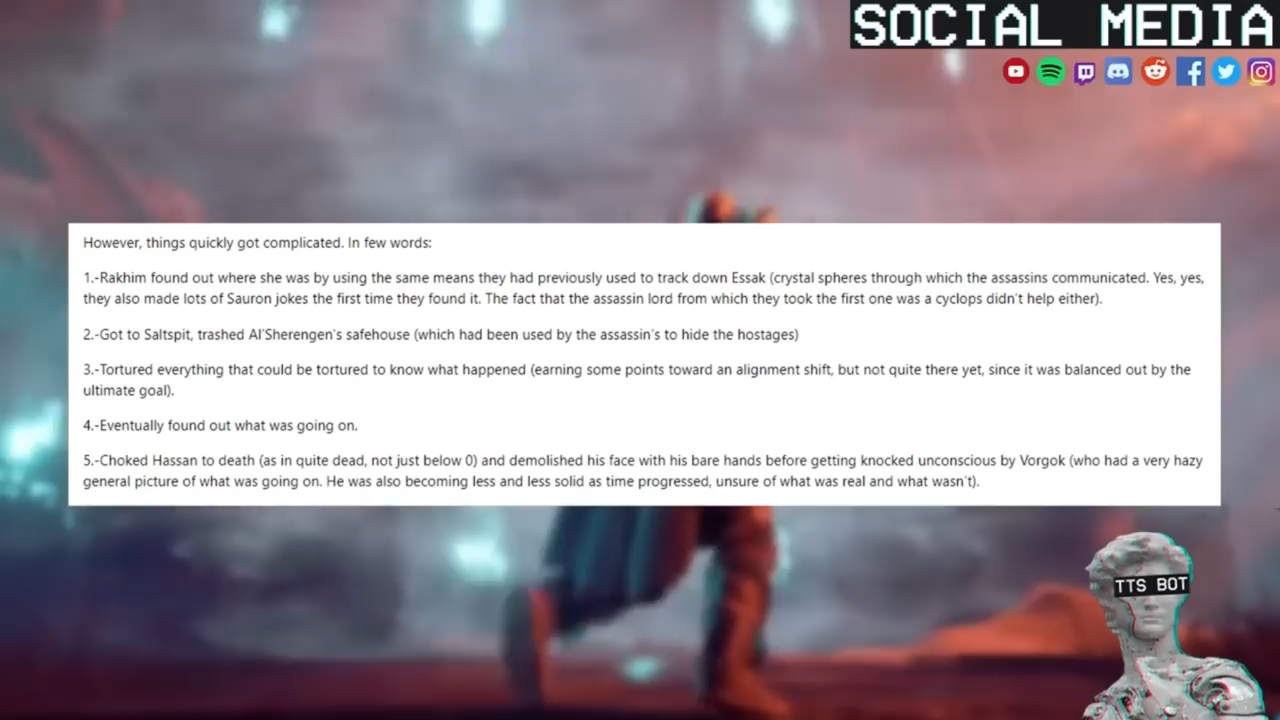 SOCIAL MEDIA
However, things quickly got complicated. In few words:
1.-Rakhim found out where she was by using the same means they had previously used to track down Essak (crystal spheres through which the assassins communicated. Yes, yes,
they also made lots of Sauron jokes the first time they found it. The fact that the assassin lord from which they took the first one was a cyclops didn't help either).
2.-Got to Saltspit, trashed Al'Sherengen's safehouse (which had been used by the assassin's to hide the hostages)
3.-Tortured everything that could be tortured to know what happened (earning some points toward an alignment shift, but not quite there yet, since it was balanced out by the
ultimate goal).
4.-Eventually found out what was going on.
5.-Choked Hassan to death (as in quite dead, not just below 0) and demolished his face with his bare hands before getting knocked unconscious by Vorgok (who had a very hazy
general picture of what was going on. He was also becoming less and less solid as time progressed, unsure of what was real and what wasn't).
TTS BOT